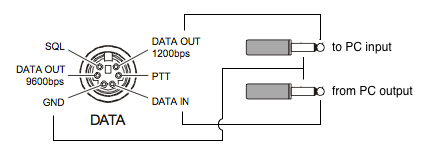 SQL
DATA OUT
1200bps
DATA OUT
9600bps
PTT
GND
DATA IN
DATA
to PC input
from PC output